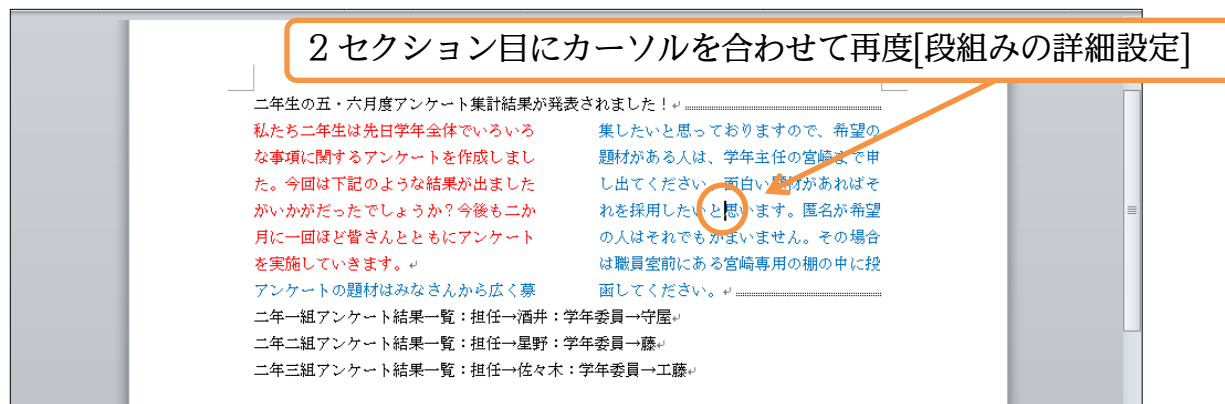 ２セクション目にカーソルを合わせて再度[段組みの詳細設定]
二年生の五・六月度アンケート集計結果が発表されました！
私たち二年生は先日学年全体でいろいろ
な事項に関するアンケートを作成しまし
た。今回は下記のような結果が出ました
がいかがだったでしょうか？今後も二か
月に一回ほど皆さんとともにアンケート
を実施していきます。
アンケートの題材はみなさんから広く募
集したいと思っておりますので、希望の
題材がある人は、学年主任の宮崎まで申
し出てください。面白い題材があればそ
れを採用したいと思います。匿名が希望
の人はそれでもかまいません。その場合
は職員室前にある宮崎専用の棚の中に投
函してください。
二年一組アンケート結果一覧：担任→酒井：学年委員→守屋
二年二組アンケート結果一覧：担任→星野：学年委員→藤
二年三組アンケート結果一覧：担任→佐々木：学年委員→工藤